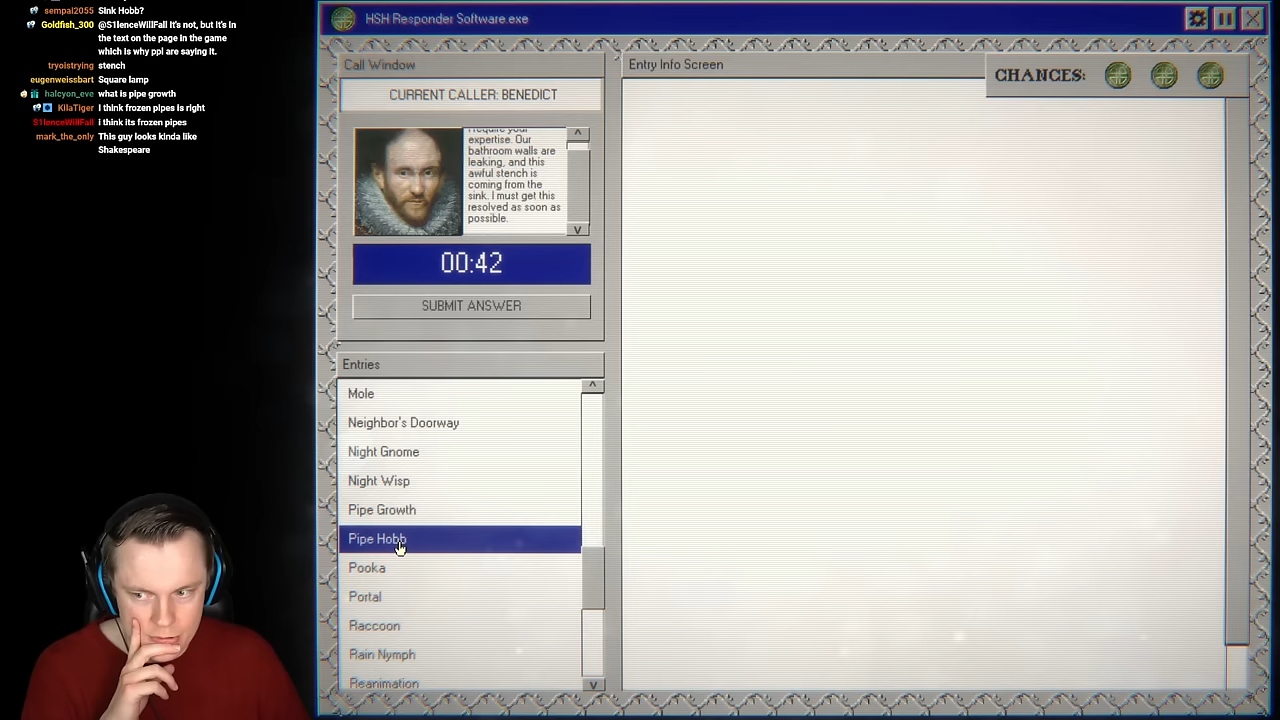 sempai2055 Sink Hobb?
Goldfish_300 @S1lenceWillFall It's not, but It's in
the text on the page in the game
which is why ppl are saying it.
tryoistrying stench
eugenweissbart Square lamp
halcyon_eve what is pipe growth
KilaTiger I think frozen pipes is right
S1lenceWillFall i think its frozen pipes
mark_the_only This guy looks kinda like
Shakespeare
HSH Responder Software.exe
Call Window
CURRENT CALLER: BENEDICT
I require your
expertise. Our
bathroom walls are
leaking, and this
awful stench is
coming from the
sink. I must get this
resolved as soon as
possible.
00:42
SUBMIT ANSWER
Entries
Mole
Neighbor's Doorway
Night Gnome
Night Wisp
Pipe Growth
Pipe Hobb
Pooka
Portal
Raccoon
Rain Nymph
Reanimation
Entry Info Screen
CHANCES: